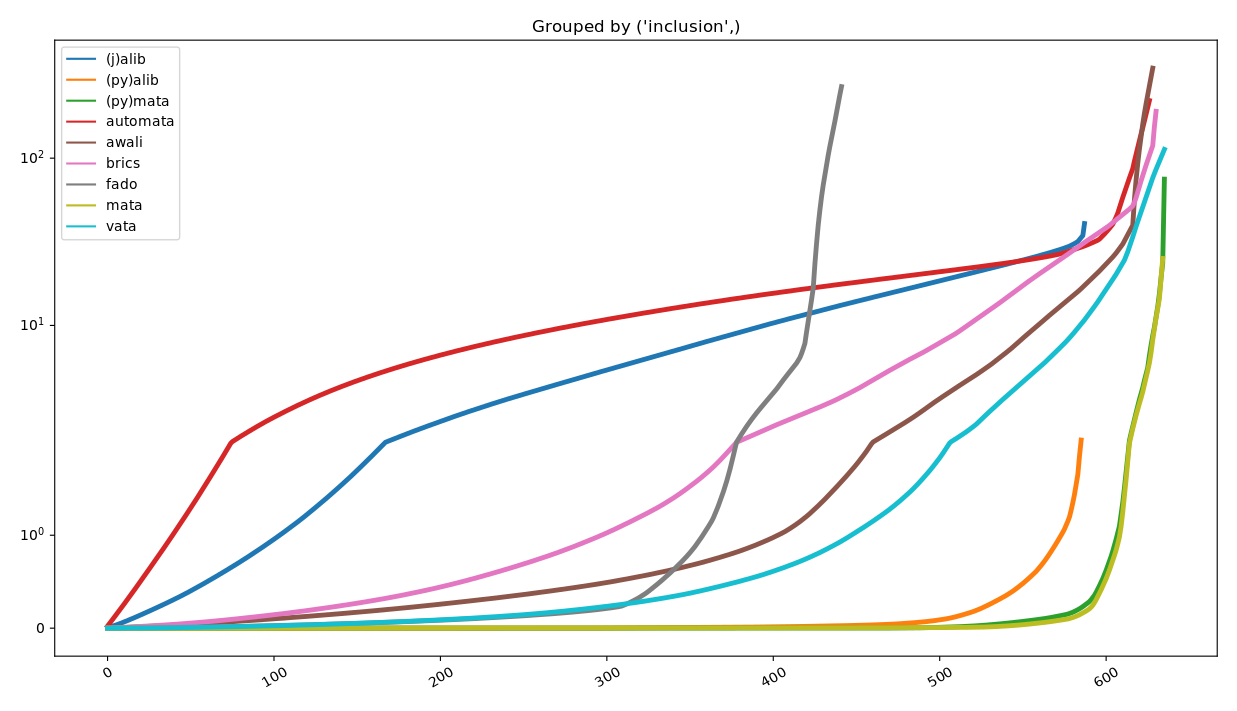 Grouped by ('inclusion',)
(j)alib
(py)alib
(py)mata
automata
awali
brics
fado
mata
vata
10²
10¹
10⁰
0
0
100
200
300
400
500
600